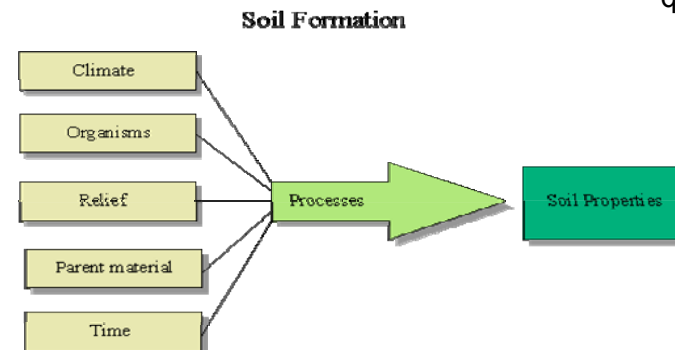 Soil Formation
Climate
Organisms
Relief
Parent material
Time
Processes
Soil Properties